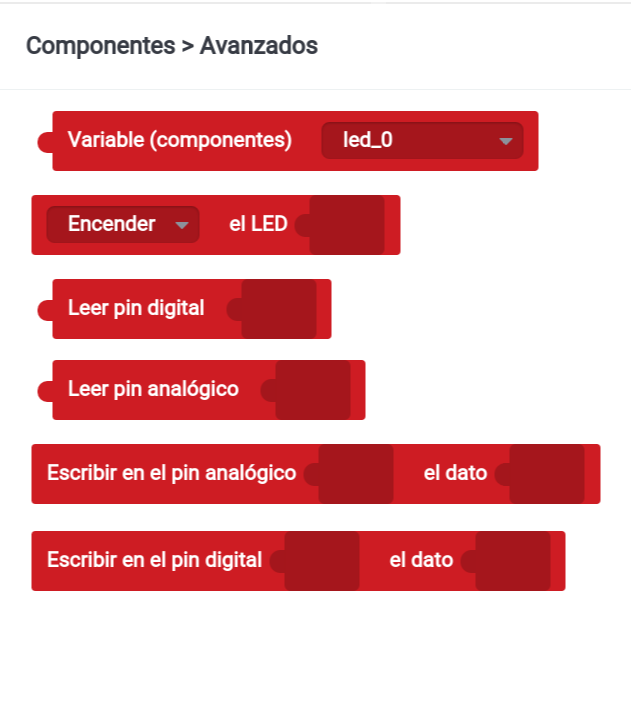 Componentes > Avanzados
Variable (componentes) led_0
Encender el LED
Leer pin digital
Leer pin analógico
Escribir en el pin analógico el dato
Escribir en el pin digital el dato